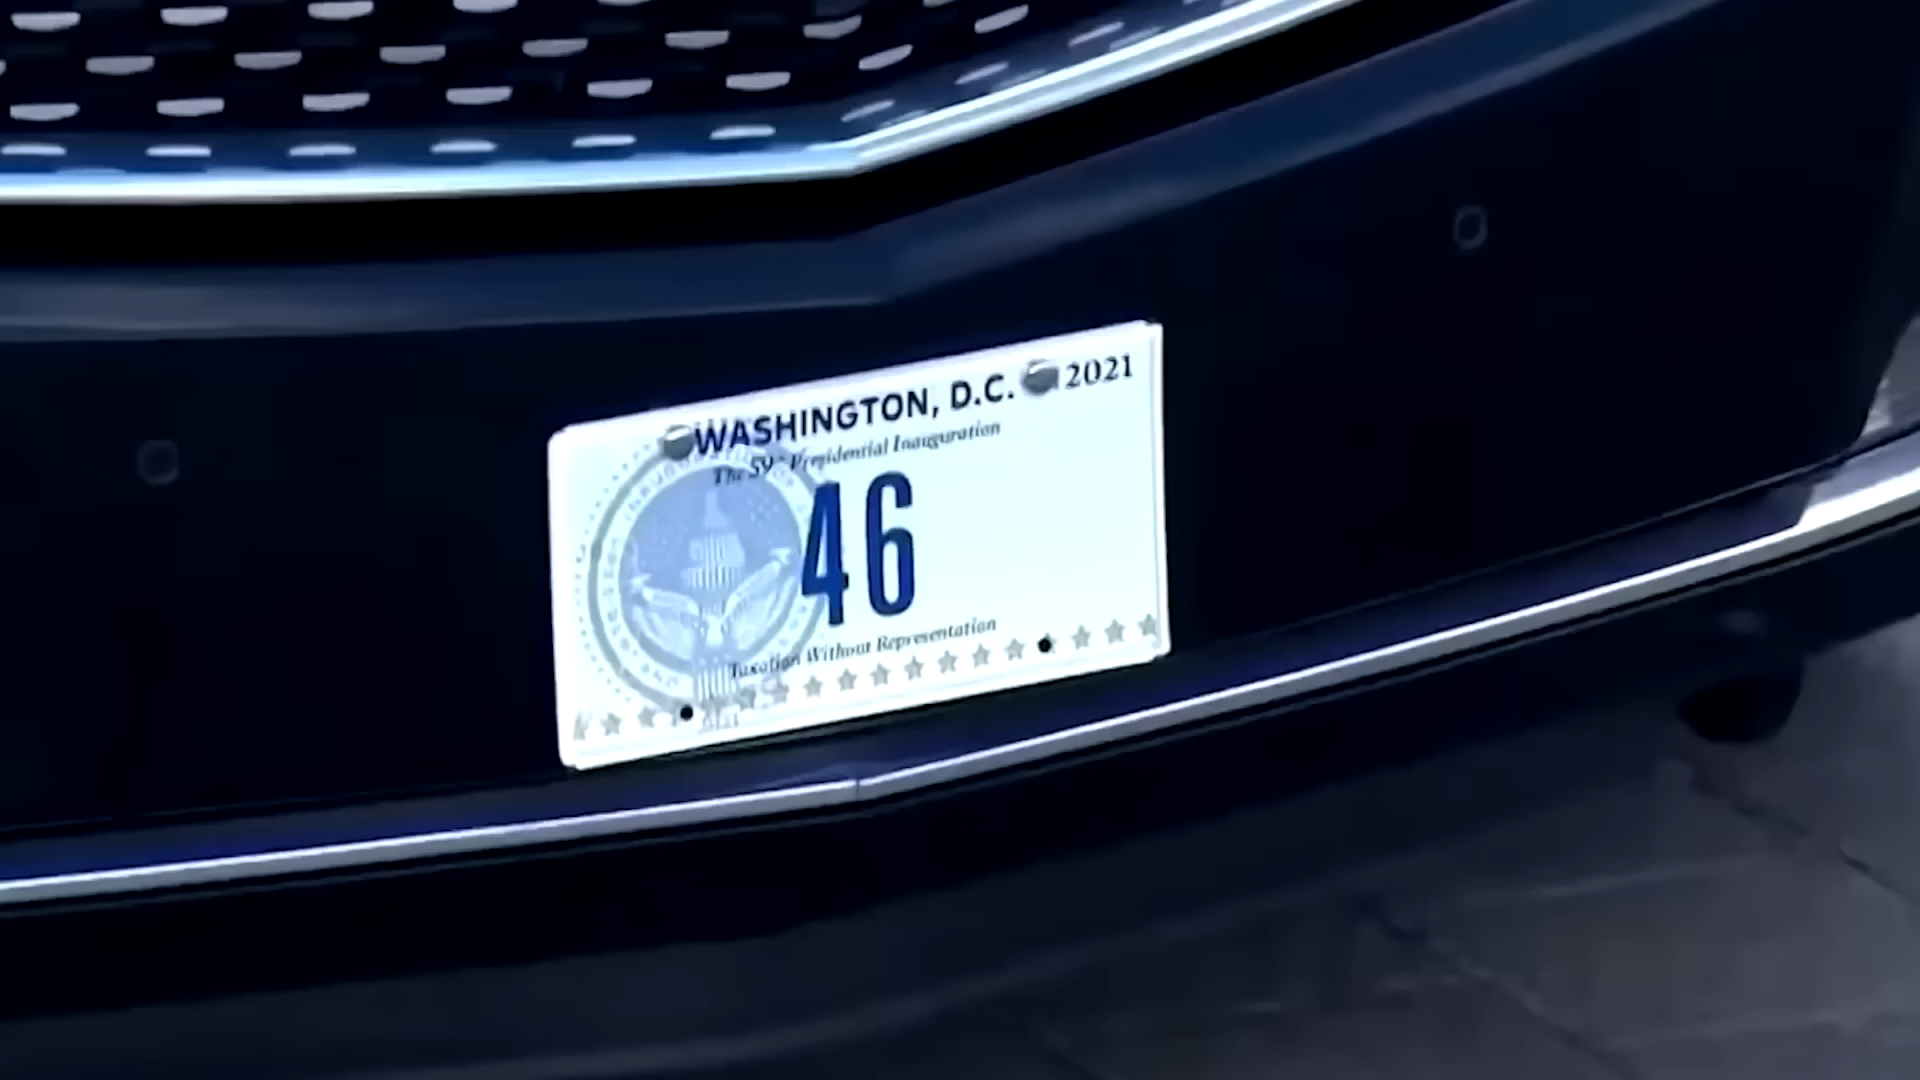 WASHINGTON, D.C. 2021
The 59th Presidential Inauguration
46
Taxation Without Representation